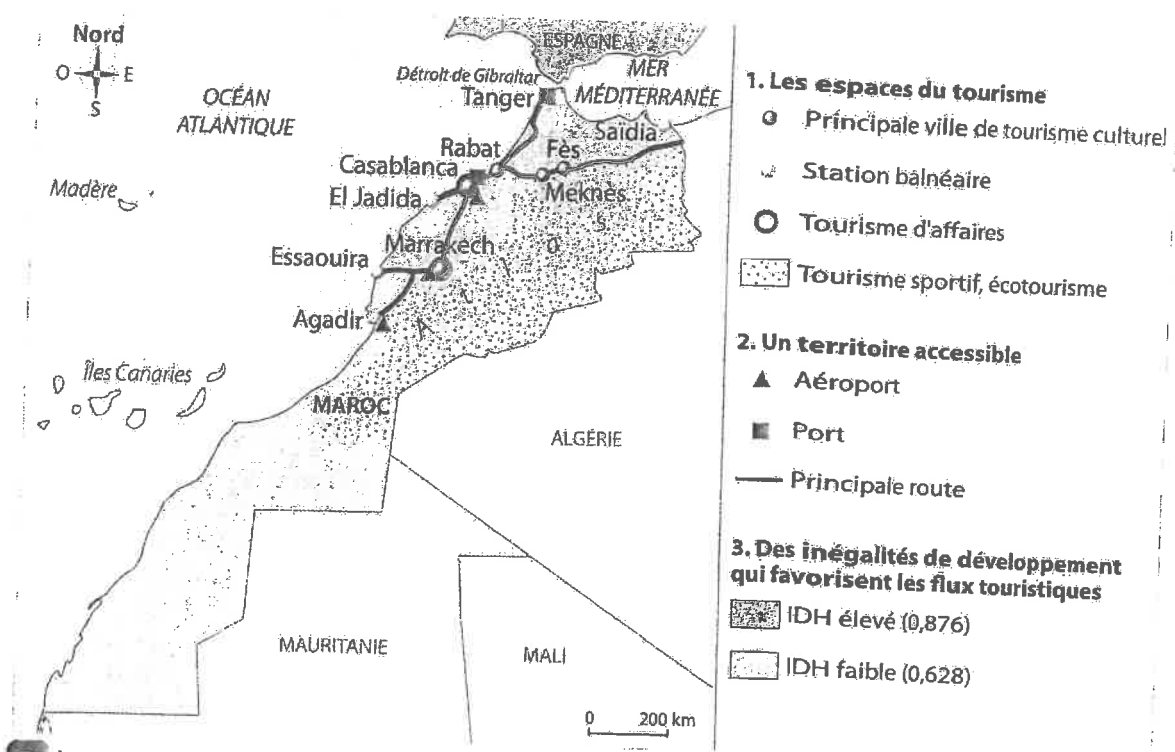 Nord
O
E
S
OCÉAN
ATLANTIQUE
ESPAGNE
Détroit de Gibraltar
MER
MÉDITERRANÉE
Tanger
Saïdia
Rabat
Fès
Casablanca
Meknès
El Jadida
Madère
Marrakech
Essaouira
Agadir
ATLAS
Îles Canaries
MAROC
ALGÉRIE
MAURITANIE
MALI
0 200 km
1. Les espaces du tourisme
Principale ville de tourisme culturel
Station balnéaire
Tourisme d'affaires
Tourisme sportif, écotourisme
2. Un territoire accessible
Aéroport
Port
Principale route
3. Des inégalités de développement
qui favorisent les flux touristiques
IDH élevé (0,876)
IDH faible (0,628)